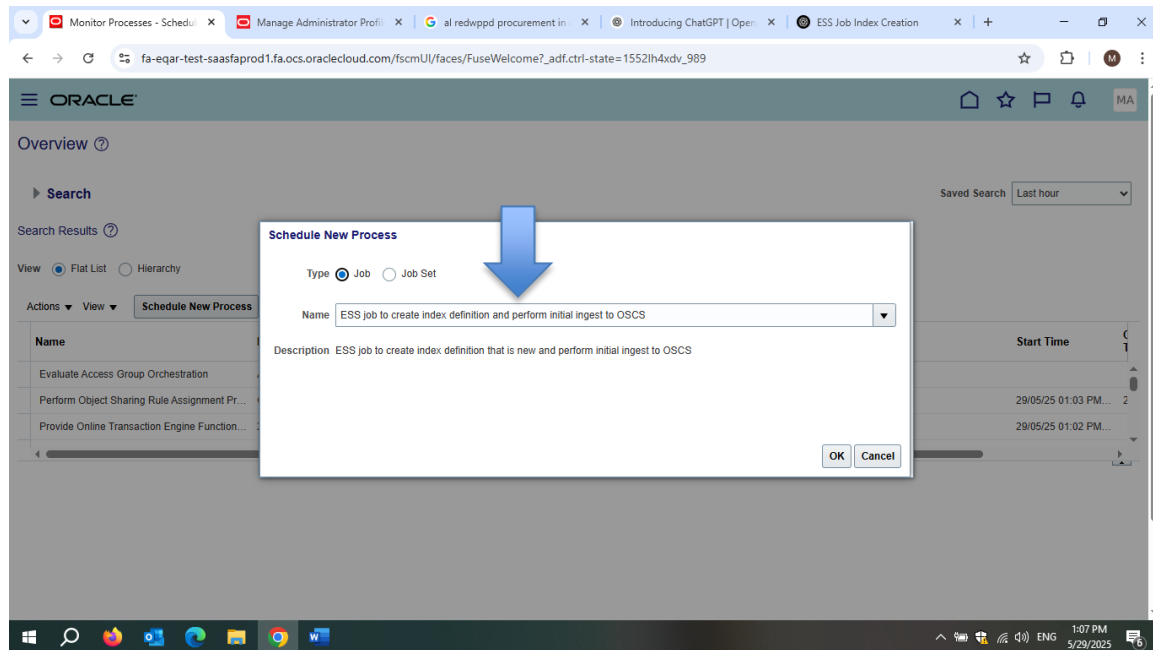 Monitor Processes - Schedul
Manage Administrator Profil
al redwppd procurement in
Introducing ChatGPT | Open
ESS Job Index Creation
fa-eqar-test-saasfaprod1.fa.ocs.oraclecloud.com/fscmUI/faces/FuseWelcome?_adf.ctrl-state=1552lh4xdv_989
M
ORACLE
MA
Overview
Search
Saved Search Last hour
Search Results
View Flat List Hierarchy
Actions View Schedule New Process
Name
Start Time
Evaluate Access Group Orchestration
Perform Object Sharing Rule Assignment Pr...
29/05/25 01:03 PM... 2
Provide Online Transaction Engine Function...
29/05/25 01:02 PM...
Schedule New Process
Type Job Job Set
Name ESS job to create index definition and perform initial ingest to OSCS
Description ESS job to create index definition that is new and perform initial ingest to OSCS
OK Cancel
ENG
1:07 PM
5/29/2025
6